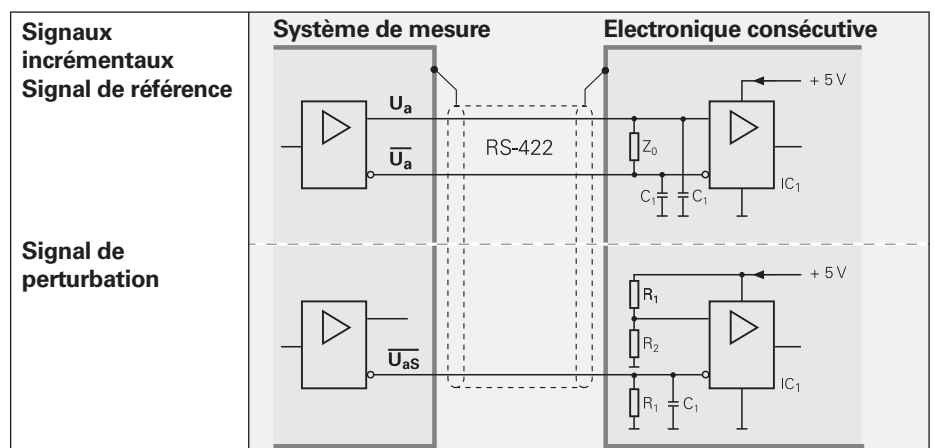 Signaux
incrémentaux
Signal de référence
Système de mesure
Electronique consécutive
+ 5 V
Ua
RS-422
Z0
Ua
C1
C1
IC1
Signal de
perturbation
+ 5 V
R1
R2
UaS
IC1
R1
C1